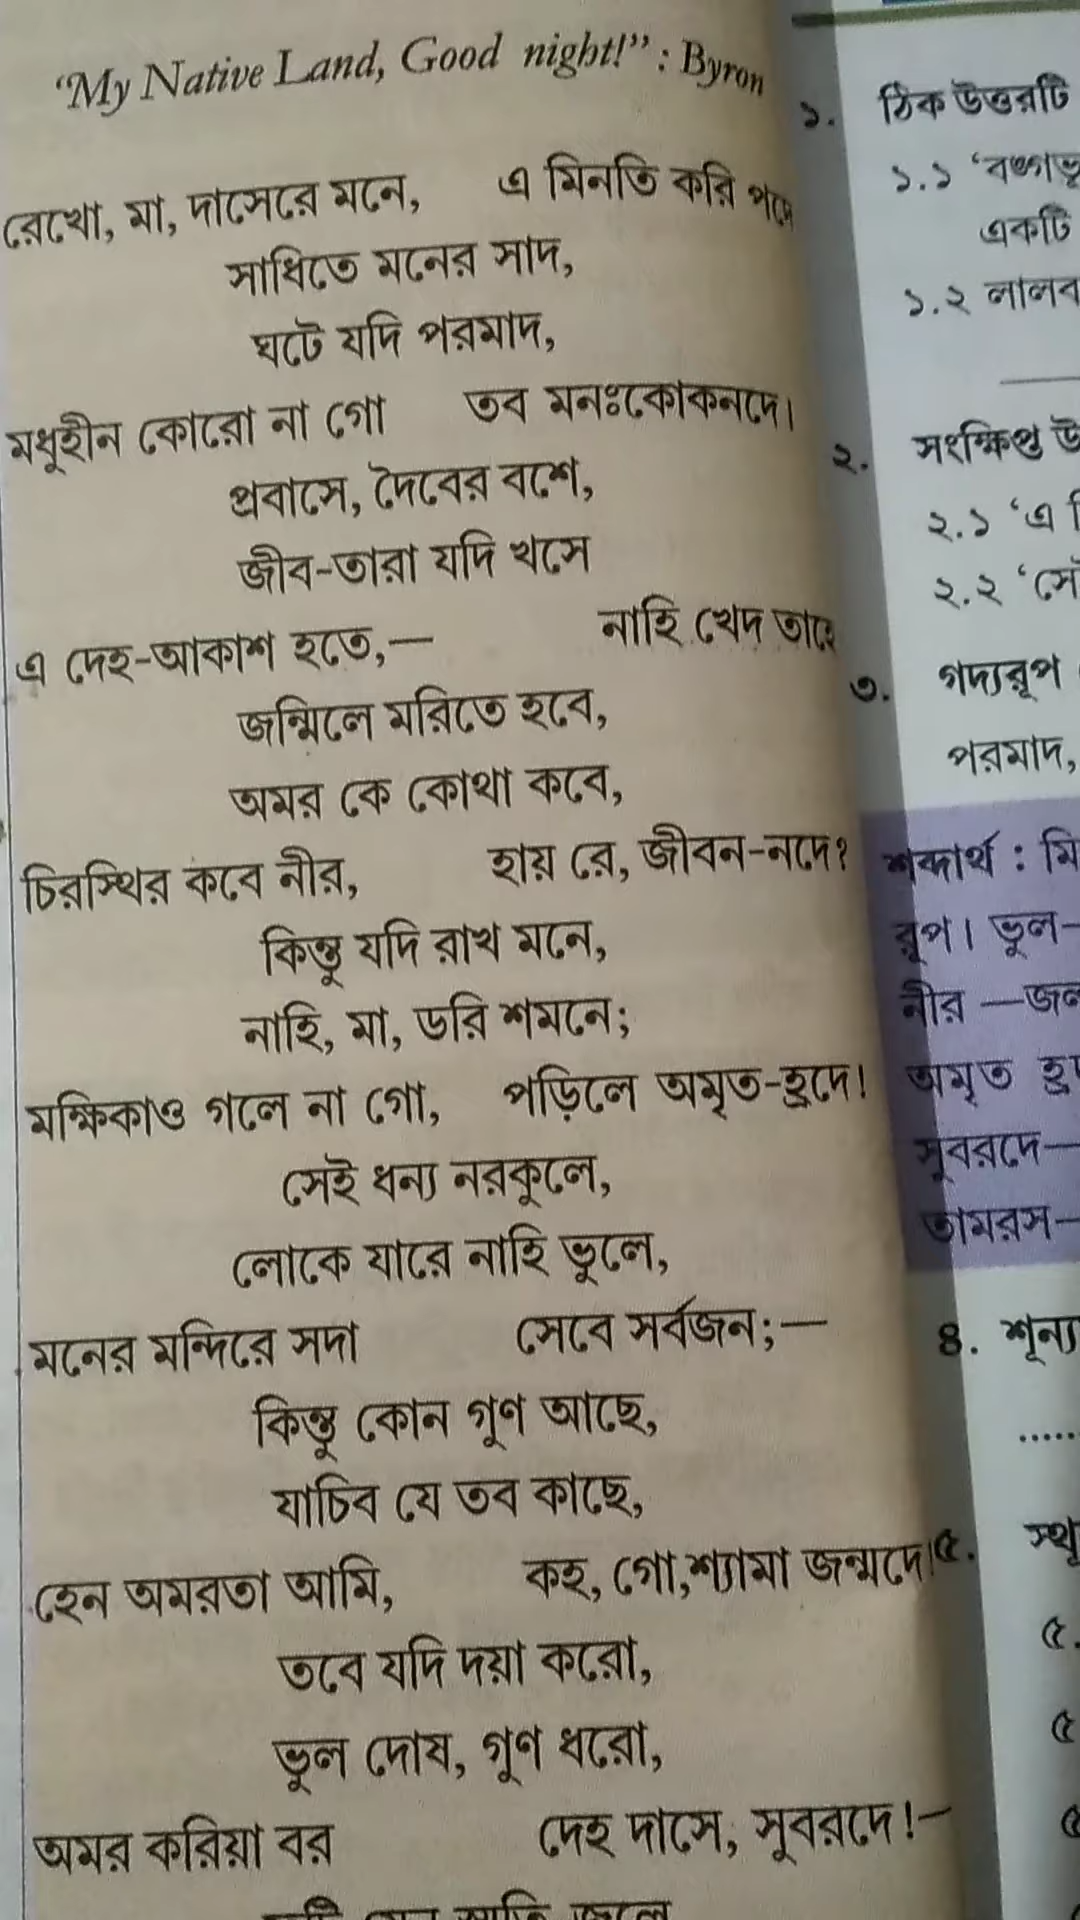 “My Native Land, Good night!” : Byron
রেখো, মা, দাসেরে মনে, এ মিনতি করি পদে
সাধিতে মনের সাদ,
ঘটে যদি পরমাদ,
মধুহীন কোরো না গো তব মনঃকোকনদে।
প্রবাসে, দৈবের বশে,
জীব-তারা যদি খসে
এ দেহ-আকাশ হতে,— নাহি খেদ তাহে
জন্মিলে মরিতে হবে,
অমর কে কোথা কবে,
চিরস্থির কবে নীর, হায় রে, জীবন-নদে?
কিন্তু যদি রাখ মনে,
নাহি, মা, ডরি শমনে;
মক্ষিকাও গলে না গো, পড়িলে অমৃত-হ্রদে!
সেই ধন্য নরকুলে,
লোকে যারে নাহি ভুলে,
মনের মন্দিরে সদা সেবে সর্বজন;—
কিন্তু কোন গুণ আছে,
যাচিব যে তব কাছে,
হেন অমরতা আমি, কহ, গো,শ্যামা জন্মদে।
তবে যদি দয়া করো,
ভুল দোষ, গুণ ধরো,
অমর করিয়া বর দেহ দাসে, সুবরদে!—
১. ঠিক উত্তরটি
১.১
একটি
১.২
২. সংক্ষিপ্ত
২.১ ‘এ
২.২
৩. গদ্যরূপ
পরমাদ,
শব্দার্থ :
রূপ। ভুল—
নীর —
অমৃত
সুবরদে—
তামরস—
৪. শূন্য
.....
৫.
৫.
৫